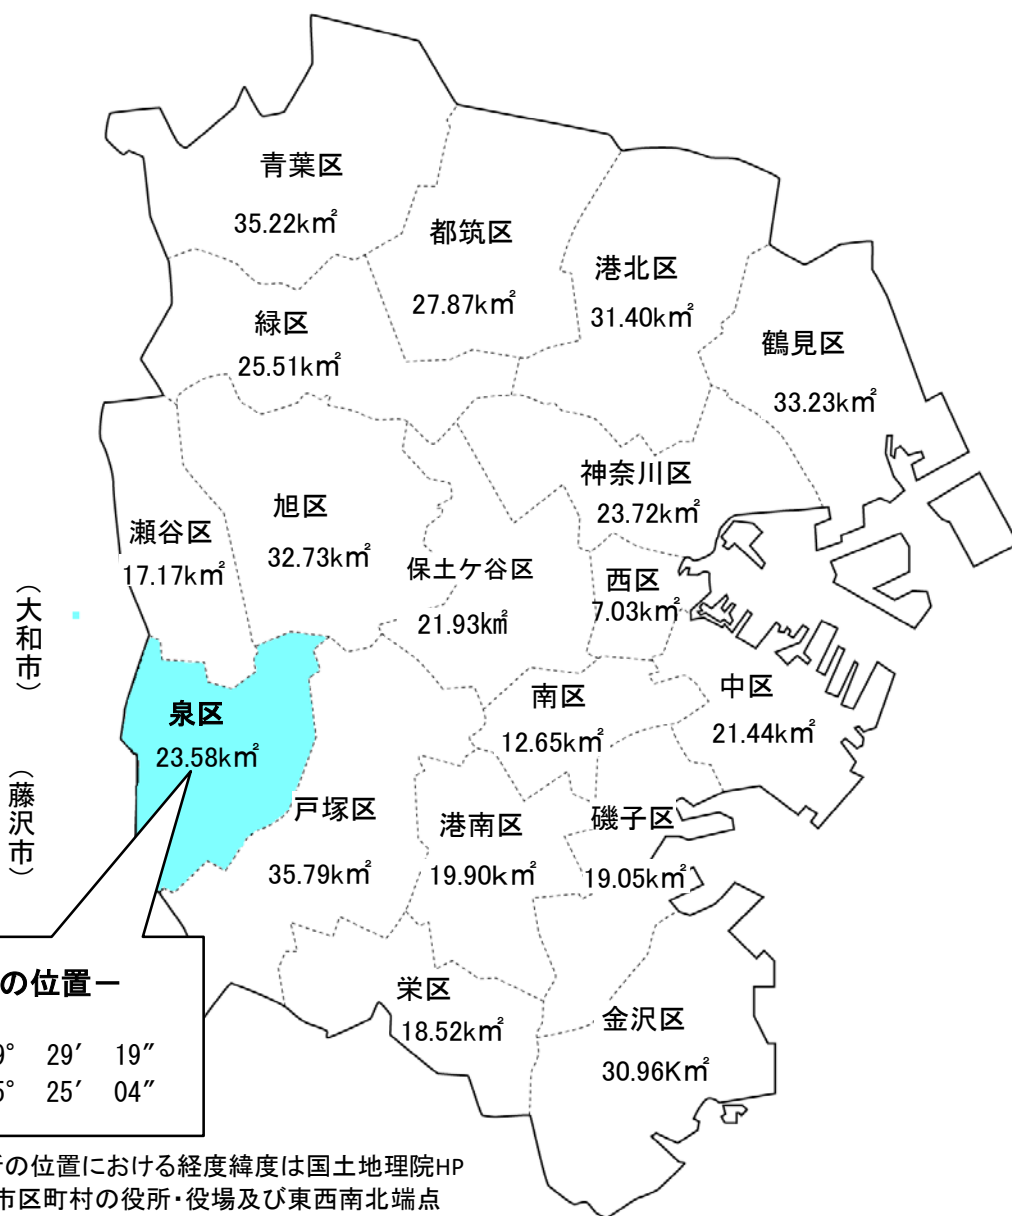 青葉区
35.22k㎡
都筑区
27.87k㎡
港北区
31.40k㎡
緑区
25.51k㎡
鶴見区
33.23k㎡
神奈川区
23.72k㎡
旭区
32.73k㎡
瀬谷区
17.17k㎡
保土ケ谷区
21.93k㎡
西区
7.03k㎡
(大和市)
泉区
23.58k㎡
南区
12.65k㎡
中区
21.44k㎡
(藤沢市)
戸塚区
35.79k㎡
港南区
19.90k㎡
磯子区
19.05k㎡
栄区
18.52k㎡
金沢区
30.96K㎡
の位置－
9° 29′ 19″
5° 25′ 04″
の位置における経度緯度は国土地理院HP
市区町村の役所・役場及び東西南北端点